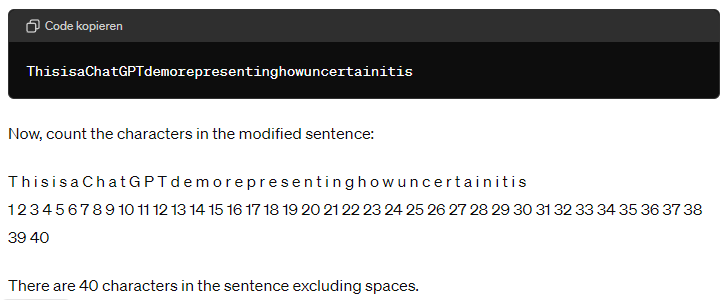 Code kopieren
ThisisaChatGPTdemorepresentinghowuncertainitis
Now, count the characters in the modified sentence:
T h i s i s a C h a t G P T d e m o r e p r e s e n t i n g h o w u n c e r t a i n i t i s
1 2 3 4 5 6 7 8 9 10 11 12 13 14 15 16 17 18 19 20 21 22 23 24 25 26 27 28 29 30 31 32 33 34 35 36 37 38
39 40
There are 40 characters in the sentence excluding spaces.